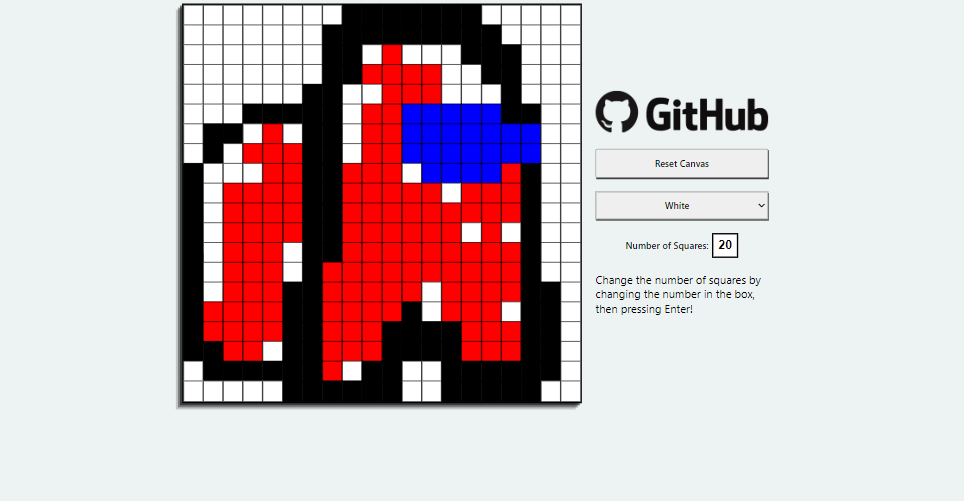 GitHub
Reset Canvas
White
Number of Squares: 20
Change the number of squares by
changing the number in the box,
then pressing Enter!